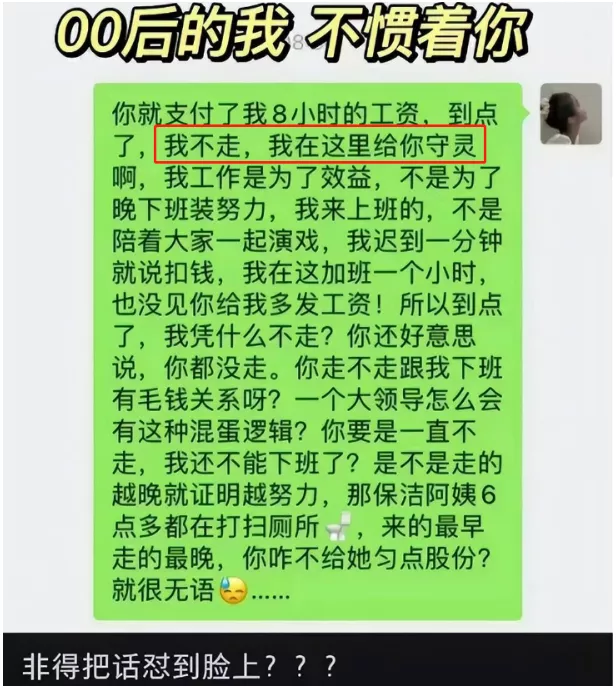 00后的我 不惯着你
你就支付了我8小时的工资，到点
了，我不走，我在这里给你守灵
啊，我工作是为了效益，不是为了
晚下班装努力，我来上班的，不是
陪着大家一起演戏，我迟到一分钟
就说扣钱，我在这加班一个小时，
也没见你给我多发工资！所以到点
了，我凭什么不走？你还好意思
说，你都没走。你走不走跟我下班
有毛钱关系呀？一个大领导怎么会
有这种混蛋逻辑？你要是一直不
走，我还不能下班了？是不是走的
越晚就证明越努力，那保洁阿姨6
点多都在打扫厕所🚽，来的最早
走的最晚，你咋不给她匀点股份？
就很无语😓......
非得把话怼到脸上？？？